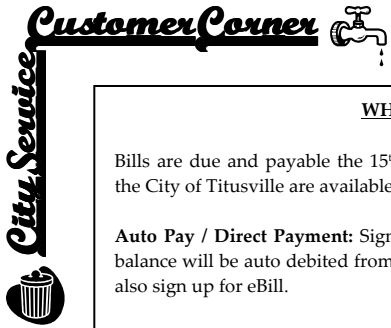 Customer Corner
City Service
WH
Bills are due and payable the 15th
the City of Titusville are available
Auto Pay / Direct Payment: Sign
balance will be auto debited from
also sign up for eBill.